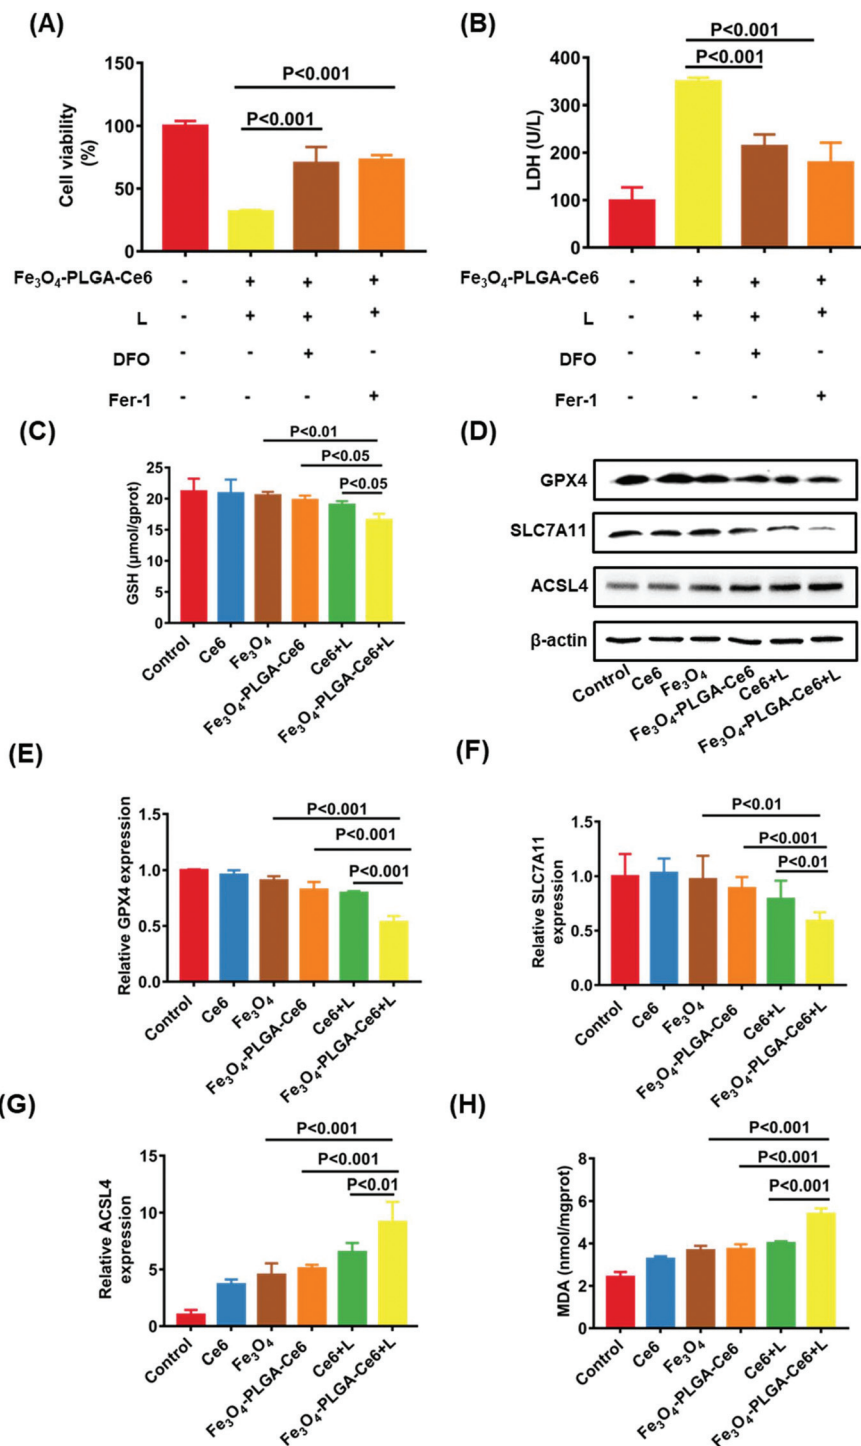 (A)
P<0.001
P<0.001
Cell viability
(%)
150
100
50
0
Fe₃O₄-PLGA-Ce6 - + + +
L - + + +
DFO - - + -
Fer-1 - - - +
(B)
P<0.001
P<0.001
LDH (U/L)
400
300
200
100
0
Fe₃O₄-PLGA-Ce6 - + + +
L - + + +
DFO - - + -
Fer-1 - - - +
(C)
P<0.01
P<0.05
P<0.05
GSH (μmol/gprot)
25
20
15
10
5
0
Control
Ce6
Fe₃O₄
Fe₃O₄-PLGA-Ce6
Ce6+L
Fe₃O₄-PLGA-Ce6+L
(D)
GPX4
SLC7A11
ACSL4
β-actin
Control
Ce6
Fe₃O₄
Fe₃O₄-PLGA-Ce6
Ce6+L
Fe₃O₄-PLGA-Ce6+L
(E)
P<0.001
P<0.001
P<0.001
Relative GPX4 expression
1.5
1.0
0.5
0.0
Control
Ce6
Fe₃O₄
Fe₃O₄-PLGA-Ce6
Ce6+L
Fe₃O₄-PLGA-Ce6+L
(F)
P<0.01
P<0.001
P<0.01
Relative SLC7A11
expression
1.5
1.0
0.5
0.0
Control
Ce6
Fe₃O₄
Fe₃O₄-PLGA-Ce6
Ce6+L
Fe₃O₄-PLGA-Ce6+L
(G)
P<0.001
P<0.001
P<0.01
Relative ACSL4
expression
15
10
5
0
Control
Ce6
Fe₃O₄
Fe₃O₄-PLGA-Ce6
Ce6+L
Fe₃O₄-PLGA-Ce6+L
(H)
P<0.001
P<0.001
P<0.001
MDA (nmol/mgprot)
8
6
4
2
0
Control
Ce6
Fe₃O₄
Fe₃O₄-PLGA-Ce6
Ce6+L
Fe₃O₄-PLGA-Ce6+L